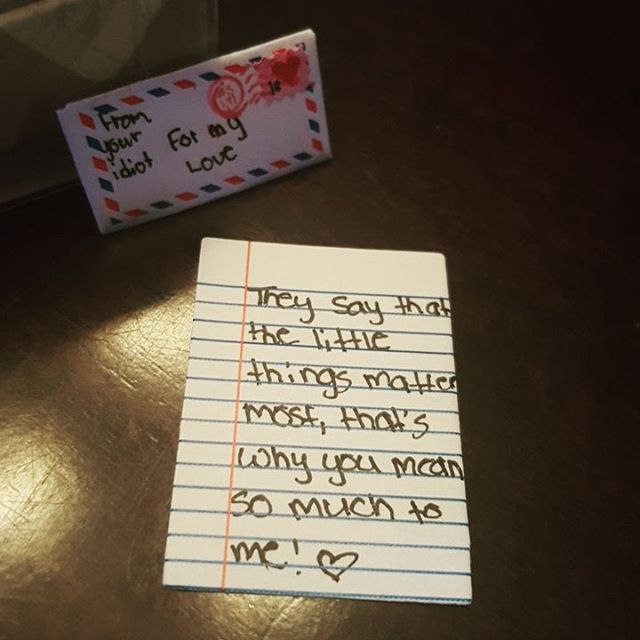 From
your
idiot
For my
Love
They say that
the little
things matter
most, that's
why you mean
so much to
me! ♡